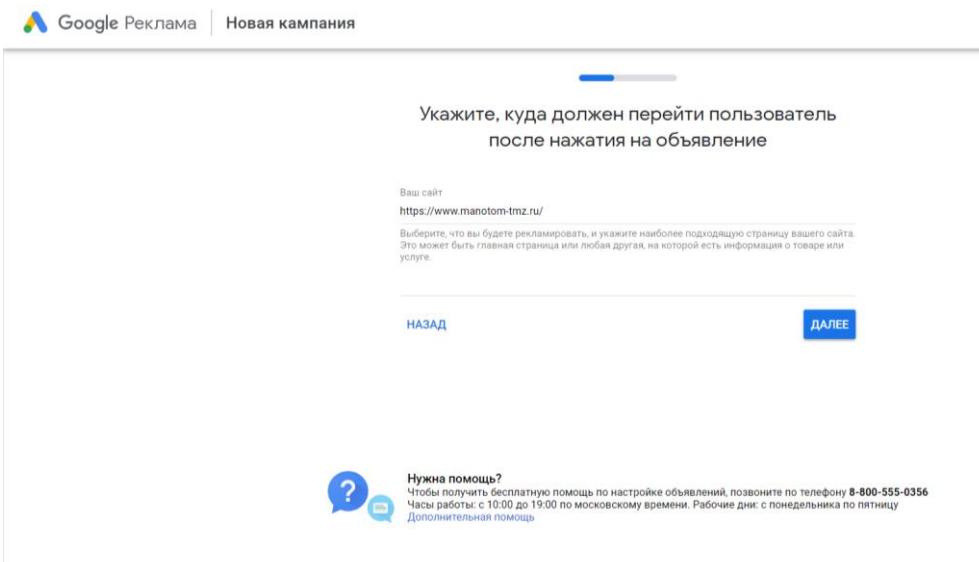 Google Реклама
Новая кампания
Укажите, куда должен перейти пользователь
после нажатия на объявление
Ваш сайт
https://www.manotom-tmz.ru/
Выберите, что вы будете рекламировать, и укажите наиболее подходящую страницу вашего сайта.
Это может быть главная страница или любая другая, на которой есть информация о товаре или
услуге.
НАЗАД
ДАЛЕЕ
Нужна помощь?
Чтобы получить бесплатную помощь по настройке объявлений, позвоните по телефону 8-800-555-0356
Часы работы: с 10:00 до 19:00 по московскому времени. Рабочие дни: с понедельника по пятницу
Дополнительная помощь